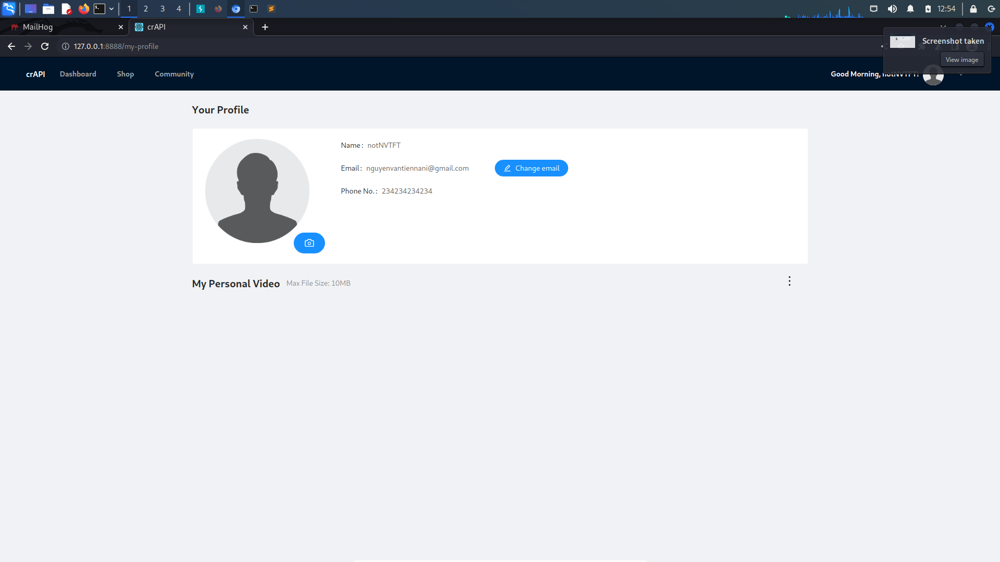 1 2 3 4 12:54
MailHog
crAPI
127.0.0.1:8888/my-profile
Screenshot taken
View image
crAPI Dashboard Shop Community
Good Morning, notNVTFT!
Your Profile
Name: notNVTFT
Email: nguyenvantiennani@gmail.com
Change email
Phone No.: 234234234234
My Personal Video Max File Size: 10MB